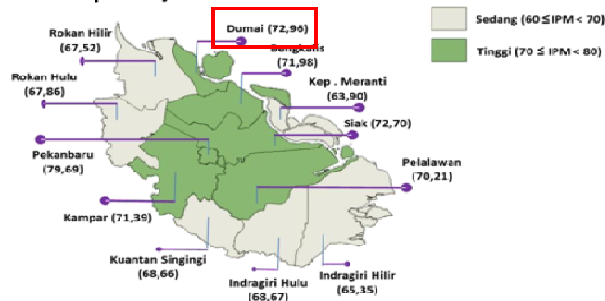 Dumai (72,96)
Sedang (60≤IPM< 70)
Rokan Hilir
(67,52)
Bengkalis
(71,98)
Tinggi (70 ≤ IPM < 80)
Rokan Hulu
(67,86)
Kep . Meranti
(63,90)
Siak (72,70)
Pekanbaru
(79,69)
Pelalawan
(70,21)
Kampar (71,39)
Kuantan Singingi
(68,66)
Indragiri Hulu
(68,67)
Indragiri Hilir
(65,35)